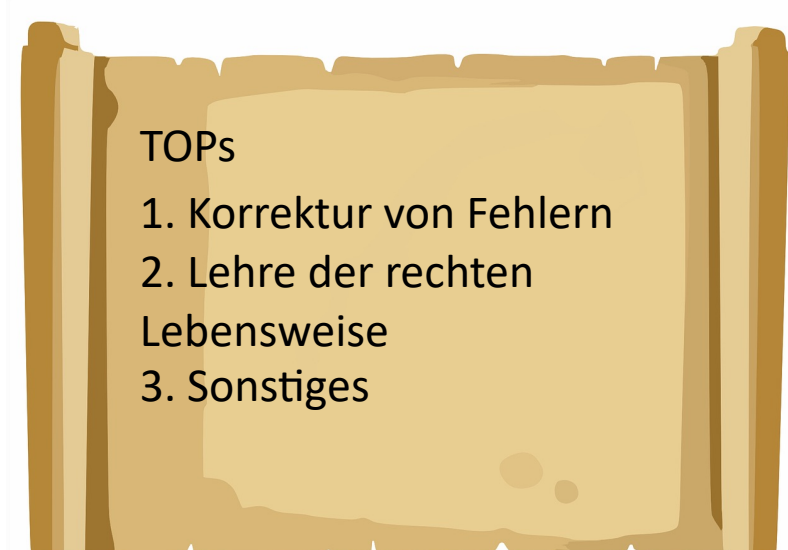 TOPs
1. Korrektur von Fehlern
2. Lehre der rechten
Lebensweise
3. Sonstiges